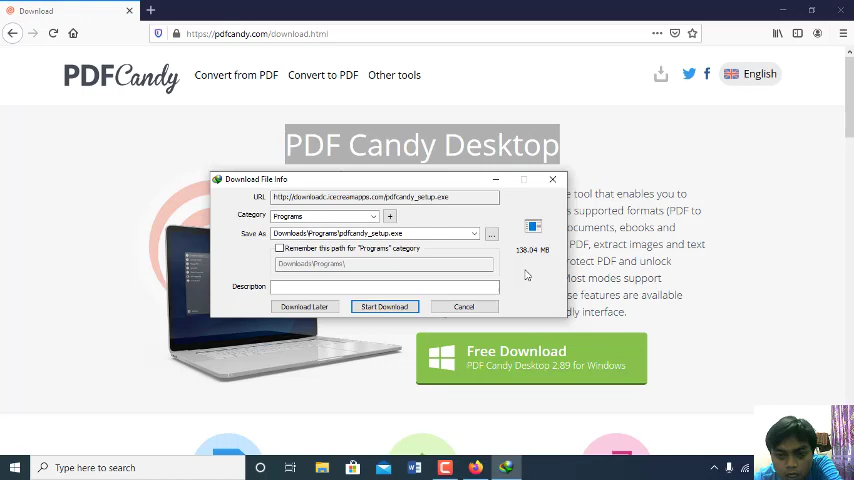 Download
https://pdfcandy.com/download.html
PDFCandy
Convert from PDF
Convert to PDF
Other tools
English
PDF Candy Desktop
Download File Info
URL
http://downloadc.icecreamapps.com/pdfcandy_setup.exe
Category
Programs
+
Save As
Downloads\Programs\pdfcandy_setup.exe
...
138.04 MB
Remember this path for "Programs" category
Downloads\Programs\
Description
Download Later
Start Download
Cancel
e tool that enables you to
s supported formats (PDF to
ocuments, ebooks and
PDF, extract images and text
rotect PDF and unlock
Most modes support
se features are available
dly interface.
Free Download
PDF Candy Desktop 2.89 for Windows
Type here to search